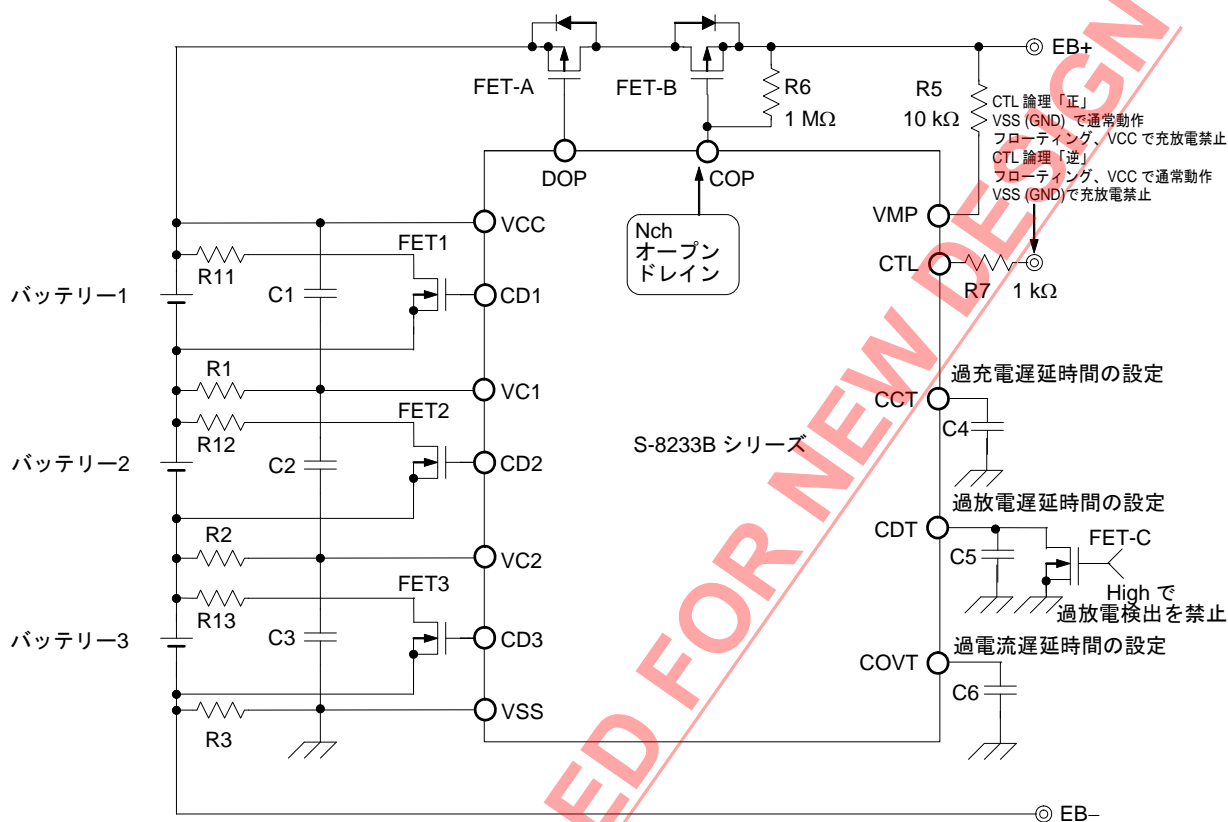 EB+
FET-A
FET-B
R6
1 MΩ
R5
10 kΩ
CTL 論理「正」
VSS (GND) で通常動作
フローティング、VCC で充放電禁止
CTL 論理「逆」
フローティング、VCC で通常動作
VSS (GND)で充放電禁止
DOP
COP
Nch
オープン
ドレイン
VCC
VMP
FET1
R11
C1
CD1
CTL
R7
1 kΩ
バッテリー1
R1
VC1
過充電遅延時間の設定
CCT
C4
FET2
R12
C2
CD2
S-8233B シリーズ
バッテリー2
過放電遅延時間の設定
CDT
C5
FET-C
High で
過放電検出を禁止
R2
VC2
FET3
R13
C3
CD3
バッテリー3
過電流遅延時間の設定
COVT
C6
R3
VSS
EB−
ED FOR NEW DESIGN